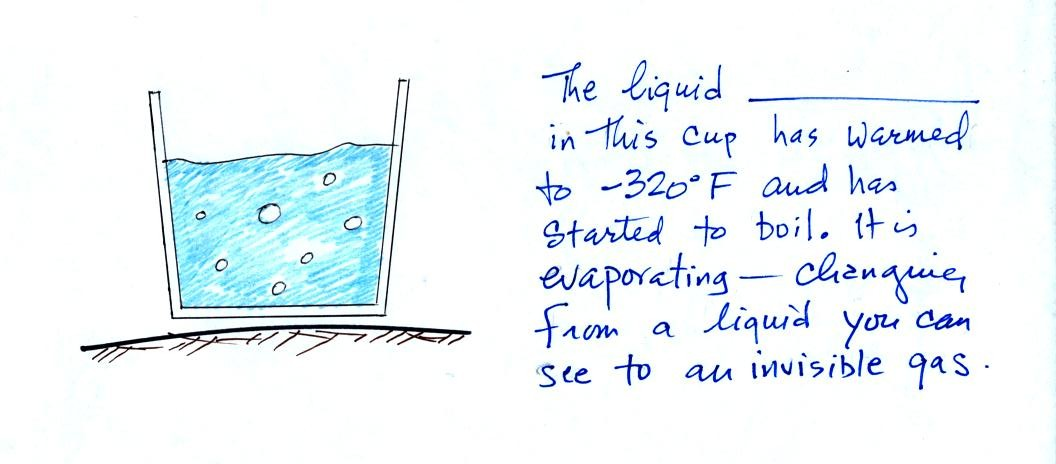 The liquid ____________
in this cup has warmed
to -320°F and has
started to boil. It is
evaporating — changing
from a liquid you can
see to an invisible gas.